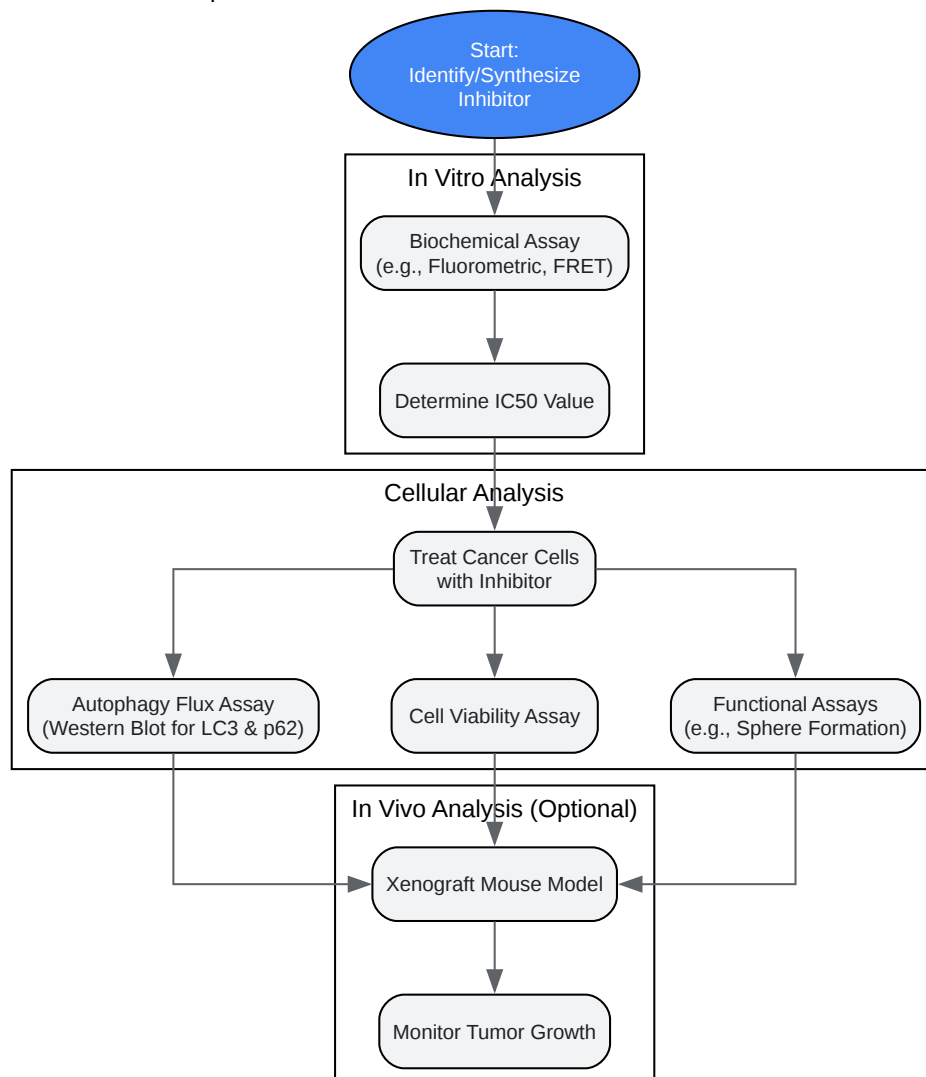 Start:
Identify/Synthesize
Inhibitor
In Vitro Analysis
Biochemical Assay
(e.g., Fluorometric, FRET)
Determine IC50 Value
Cellular Analysis
Treat Cancer Cells
with Inhibitor
Autophagy Flux Assay
(Western Blot for LC3 & p62)
Cell Viability Assay
Functional Assays
(e.g., Sphere Formation)
In Vivo Analysis (Optional)
Xenograft Mouse Model
Monitor Tumor Growth